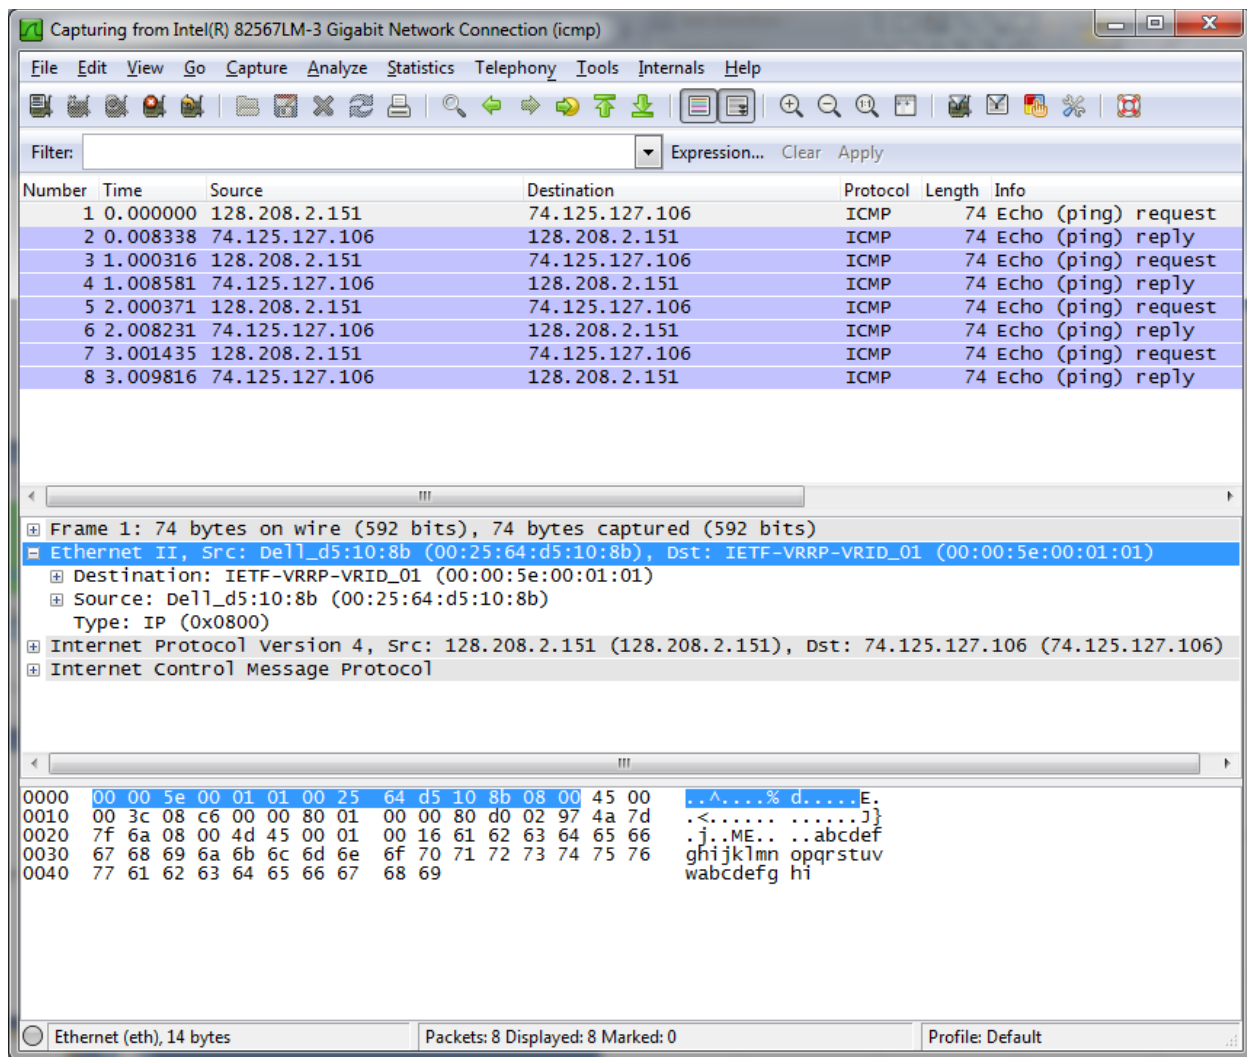 Capturing from Intel(R) 82567LM-3 Gigabit Network Connection (icmp)
File Edit View Go Capture Analyze Statistics Telephony Tools Internals Help
Filter: Expression... Clear Apply
Number Time Source Destination Protocol Length Info
1 0.000000 128.208.2.151 74.125.127.106 ICMP 74 Echo (ping) request
2 0.008338 74.125.127.106 128.208.2.151 ICMP 74 Echo (ping) reply
3 1.000316 128.208.2.151 74.125.127.106 ICMP 74 Echo (ping) request
4 1.008581 74.125.127.106 128.208.2.151 ICMP 74 Echo (ping) reply
5 2.000371 128.208.2.151 74.125.127.106 ICMP 74 Echo (ping) request
6 2.008231 74.125.127.106 128.208.2.151 ICMP 74 Echo (ping) reply
7 3.001435 128.208.2.151 74.125.127.106 ICMP 74 Echo (ping) request
8 3.009816 74.125.127.106 128.208.2.151 ICMP 74 Echo (ping) reply
Frame 1: 74 bytes on wire (592 bits), 74 bytes captured (592 bits)
Ethernet II, Src: Dell_d5:10:8b (00:25:64:d5:10:8b), Dst: IETF-VRRP-VRID_01 (00:00:5e:00:01:01)
Destination: IETF-VRRP-VRID_01 (00:00:5e:00:01:01)
Source: Dell_d5:10:8b (00:25:64:d5:10:8b)
Type: IP (0x0800)
Internet Protocol Version 4, Src: 128.208.2.151 (128.208.2.151), Dst: 74.125.127.106 (74.125.127.106)
Internet Control Message Protocol
0000 00 00 5e 00 01 01 00 25 64 d5 10 8b 08 00 45 00 ..^....% d.....E.
0010 00 3c 08 c6 00 00 80 01 00 00 80 d0 02 97 4a 7d .<...... ......J}
0020 7f 6a 08 00 4d 45 00 01 00 16 61 62 63 64 65 66 .j..ME.. ..abcdef
0030 67 68 69 6a 6b 6c 6d 6e 6f 70 71 72 73 74 75 76 ghijklmn opqrstuv
0040 77 61 62 63 64 65 66 67 68 69 wabcdefg hi
Ethernet (eth), 14 bytes Packets: 8 Displayed: 8 Marked: 0 Profile: Default